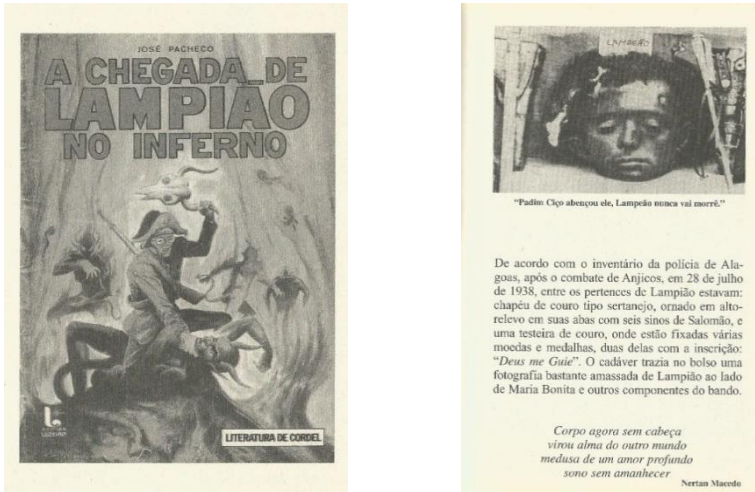 JOSÉ PACHECO
A CHEGADA DE
LAMPIÃO
NO INFERNO
LUZEIRO
LITERATURA DE CORDEL
LAMPEÃO
"Padim Ciço abençou ele, Lampeão nunca vai morrê."
De acordo com o inventário da polícia de Ala-
goas, após o combate de Anjicos, em 28 de julho
de 1938, entre os pertences de Lampião estavam:
chapéu de couro tipo sertanejo, ornado em alto-
relevo em suas abas com seis sinos de Salomão, e
uma testeira de couro, onde estão fixadas várias
moedas e medalhas, duas delas com a inscrição:
"Deus me Guie". O cadáver trazia no bolso uma
fotografia bastante amassada de Lampião ao lado
de Maria Bonita e outros componentes do bando.
Corpo agora sem cabeça
virou alma do outro mundo
medusa de um amor profundo
sono sem amanhecer
Nertan Macedo